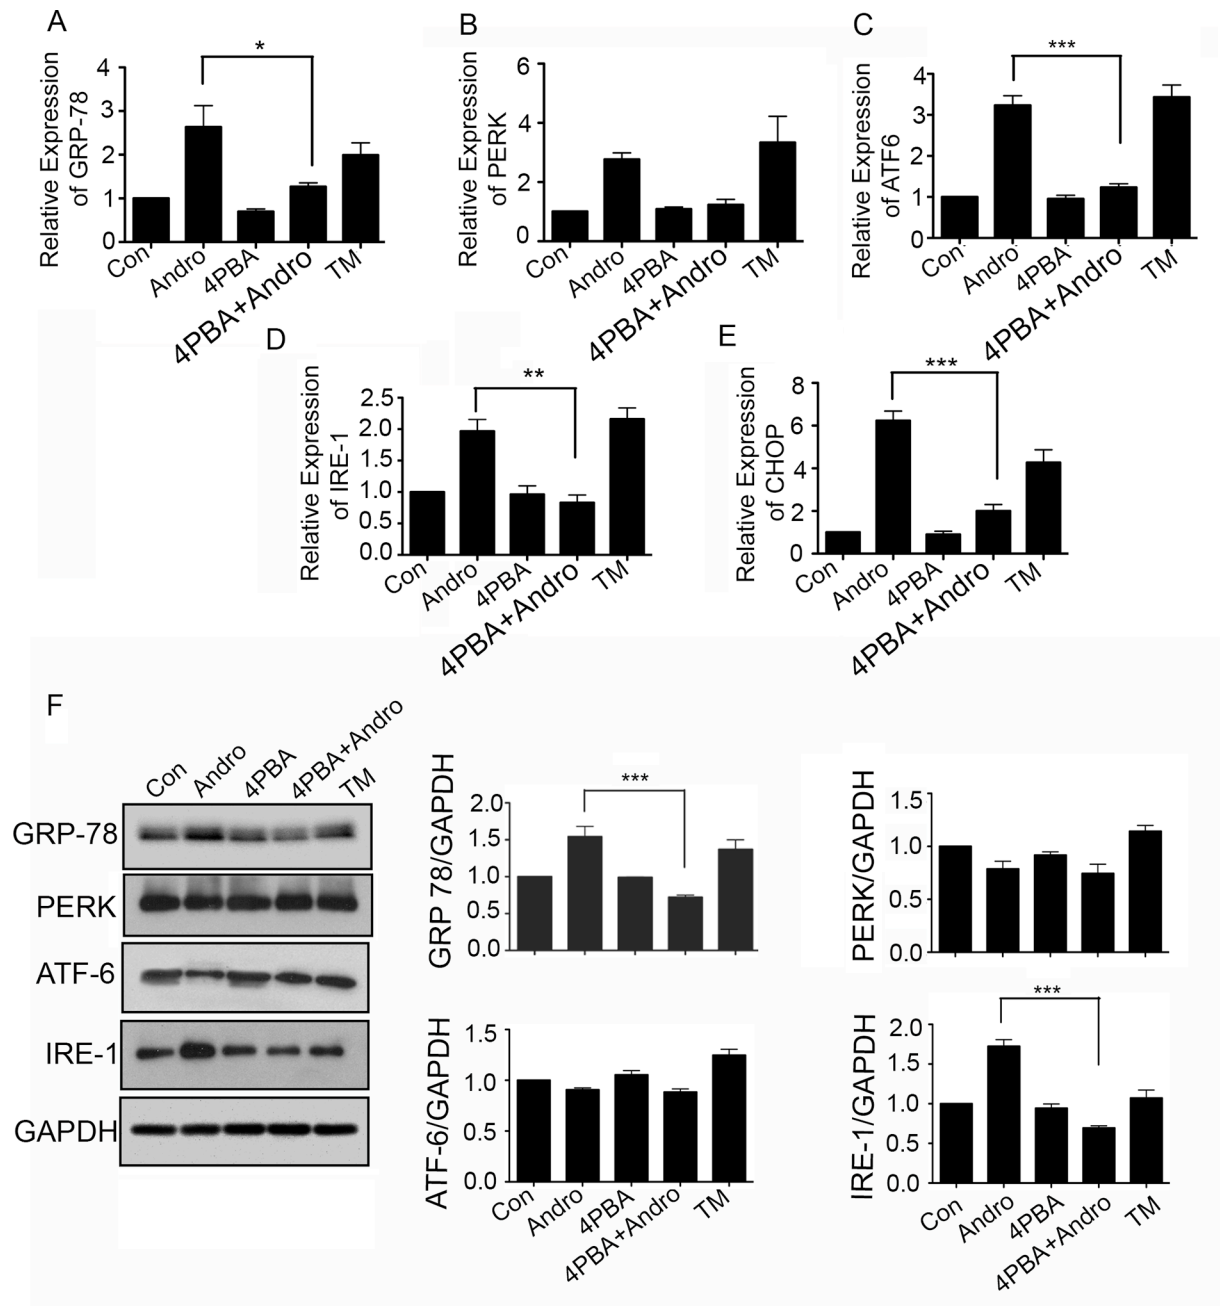 A
Relative Expression
of GRP-78
4
3
2
1
0
*
Con
Andro
4PBA
4PBA+Andro
TM
B
Relative Expression
of PERK
6
4
2
0
Con
Andro
4PBA
4PBA+Andro
TM
C
Relative Expression
of ATF6
4
3
2
1
0
***
Con
Andro
4PBA
4PBA+Andro
TM
D
Relative Expression
of IRE-1
2.5
2.0
1.5
1.0
0.5
0.0
**
Con
Andro
4PBA
4PBA+Andro
TM
E
Relative Expression
of CHOP
8
6
4
2
0
***
Con
Andro
4PBA
4PBA+Andro
TM
F
Con
Andro
4PBA
4PBA+Andro
TM
GRP-78
PERK
ATF-6
IRE-1
GAPDH
GRP 78/GAPDH
2.0
1.5
1.0
0.5
0.0
***
PERK/GAPDH
1.5
1.0
0.5
0.0
ATF-6/GAPDH
1.5
1.0
0.5
0.0
Con
Andro
4PBA
4PBA+Andro
TM
IRE-1/GAPDH
2.0
1.5
1.0
0.5
0.0
***
Con
Andro
4PBA
4PBA+Andro
TM